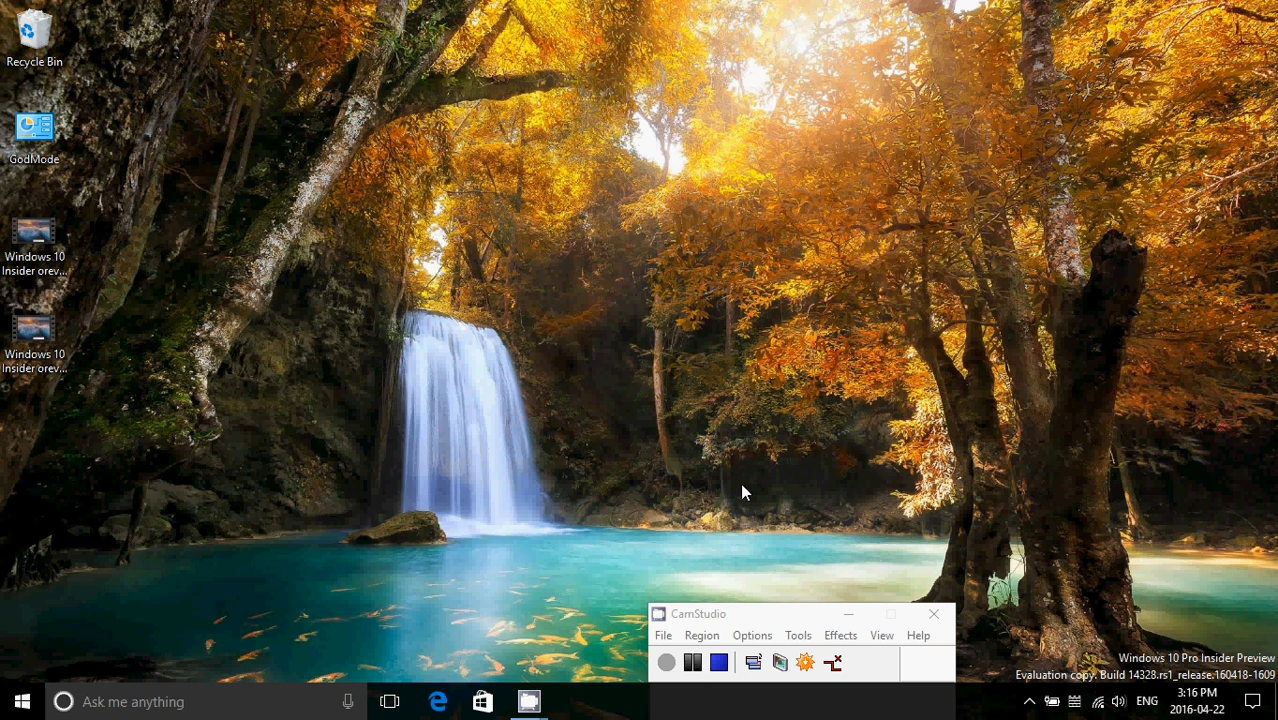 Recycle Bin
GodMode
Windows 10
Insider orev...
Windows 10
Insider orev...
CamStudio
File Region Options Tools Effects View Help
Windows 10 Pro Insider Preview
Evaluation copy. Build 14328.rs1_release.160418-1609
Ask me anything
ENG
3:16 PM
2016-04-22